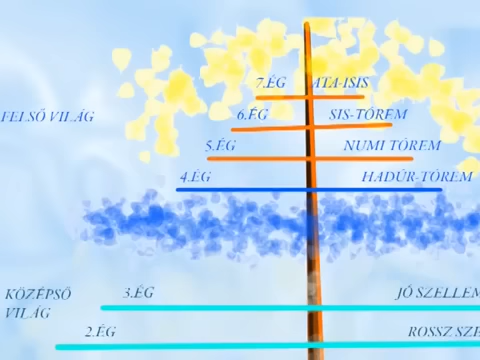 7.ÉG ATA-ISIS
6.ÉG SIS-TÓREM
FELSŐ VILÁG
5.ÉG NUMI TÓREM
4.ÉG HADÚR-TÓREM
KÖZÉPSŐ
VILÁG
3.ÉG JÓ SZELLEM
2.ÉG ROSSZ SZE